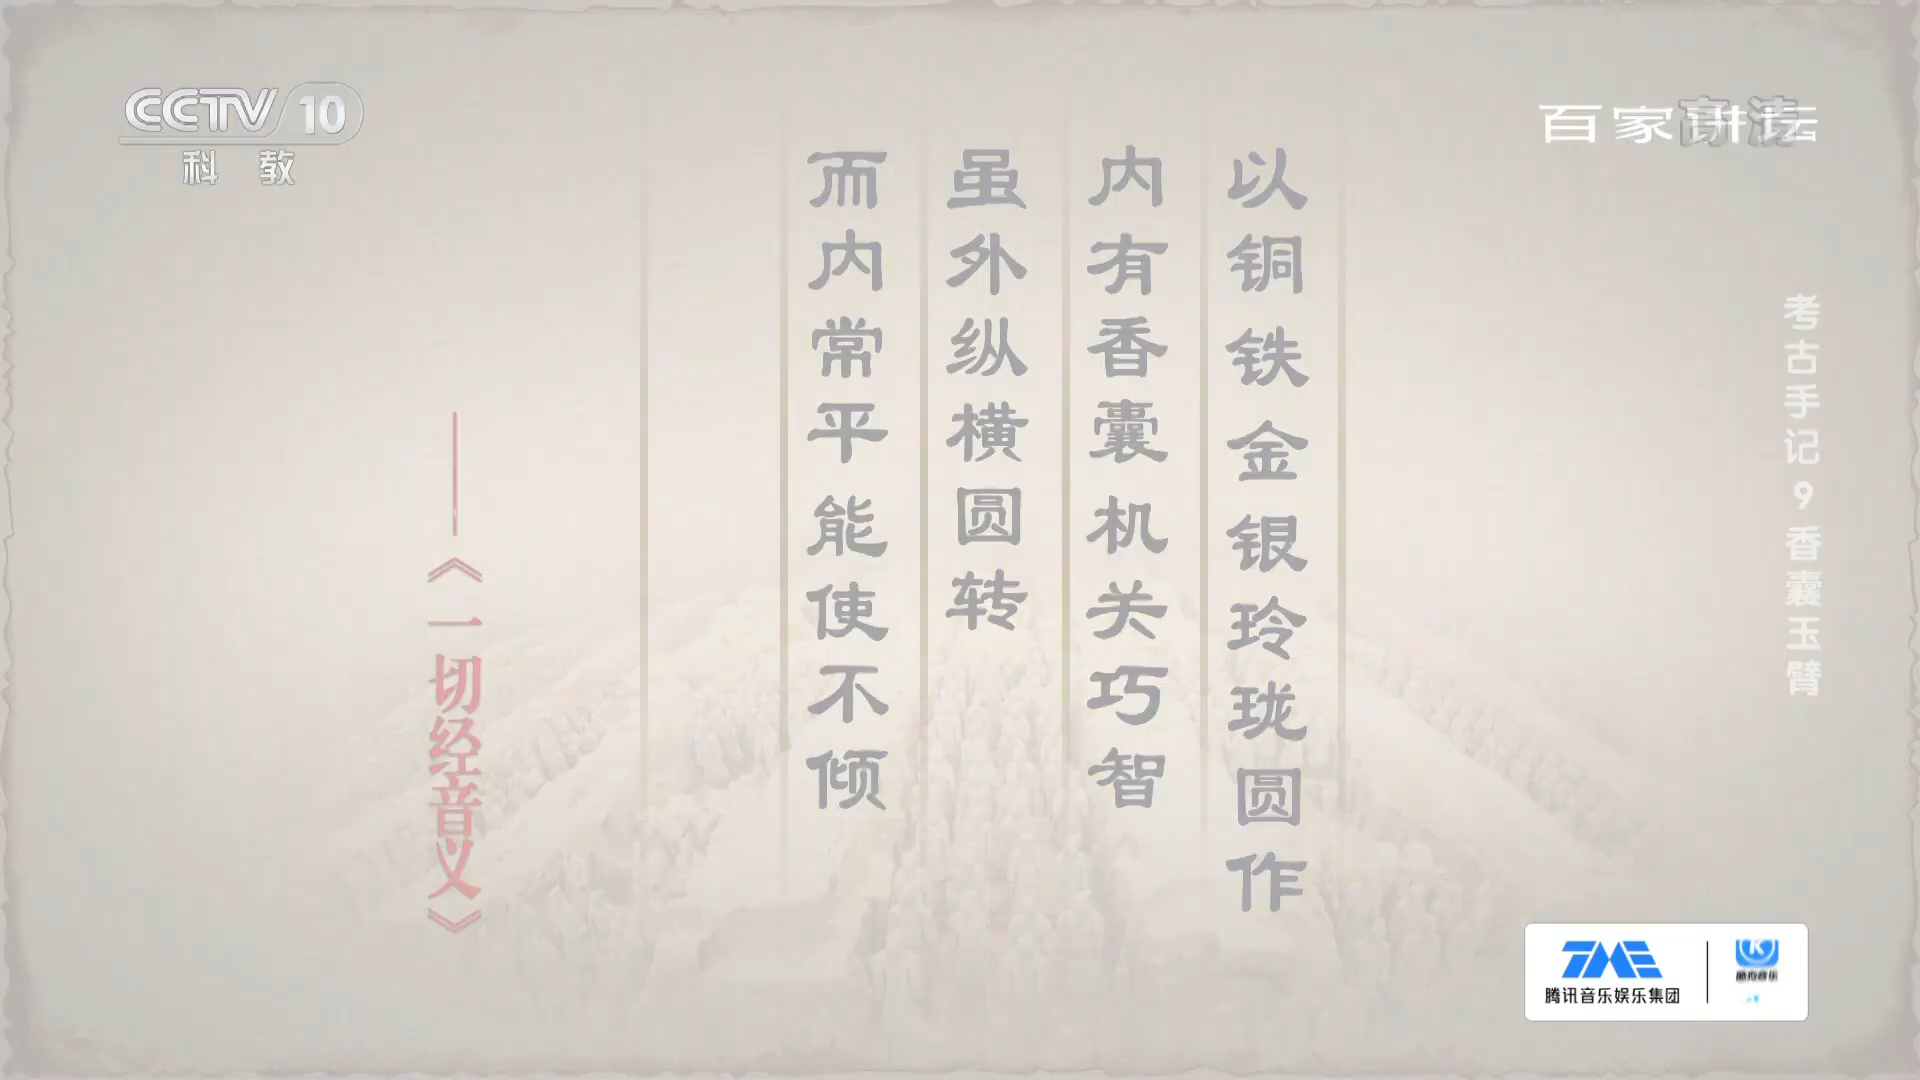 CCTV 10
科 教
百家讲坛
高清
以铜铁金银玲珑圆作
内有香囊机关巧智
虽外纵横圆转
而内常平能使不倾
——《一切经音义》
考古手记9香囊玉臂
TME
腾讯音乐娱乐集团